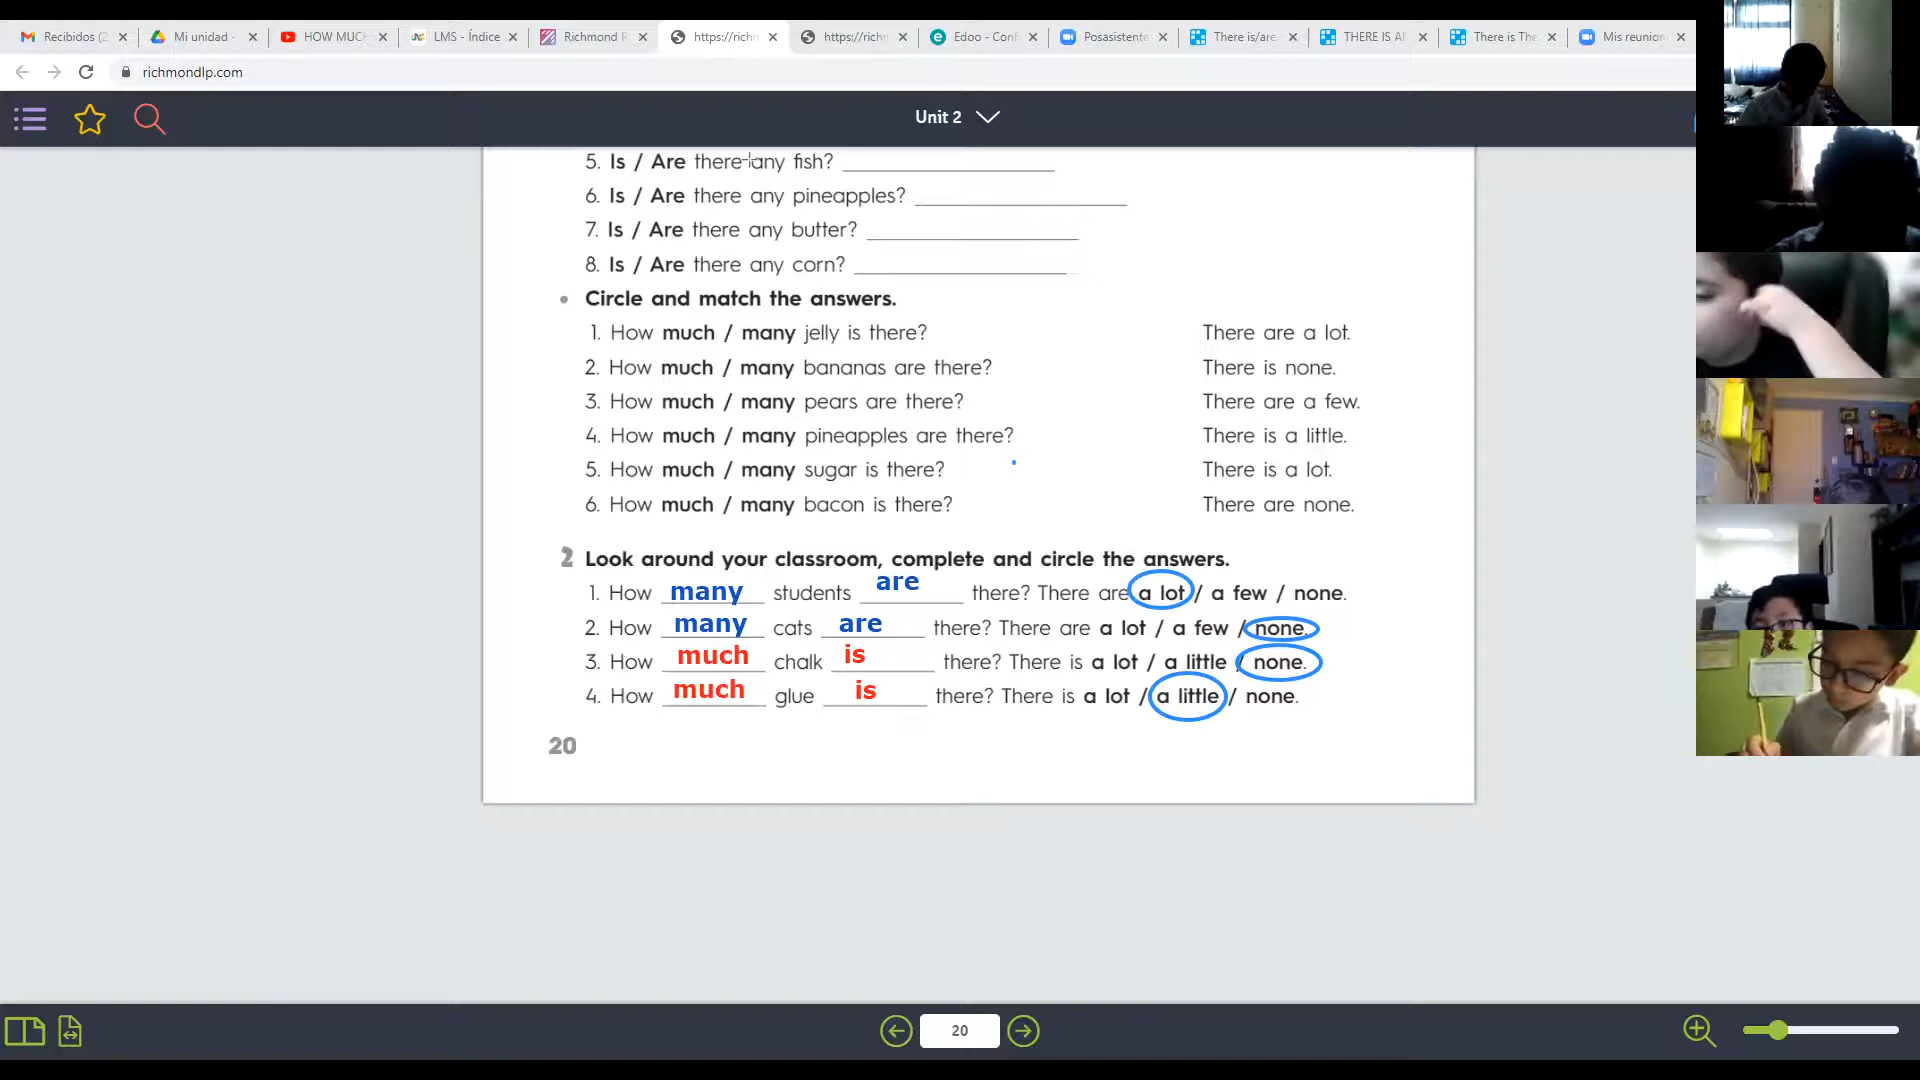 Recibidos (2
Mi unidad -
HOW MUCH
LMS - Índice
Richmond R
https://richm
https://richm
Edoo - Conf
Posasistente
There is/are
THERE IS AN
There is The
Mis reunion
richmondlp.com
Unit 2
5. Is / Are there any fish?
6. Is / Are there any pineapples?
7. Is / Are there any butter?
8. Is / Are there any corn?
• Circle and match the answers.
1. How much / many jelly is there? There are a lot.
2. How much / many bananas are there? There is none.
3. How much / many pears are there? There are a few.
4. How much / many pineapples are there? There is a little.
5. How much / many sugar is there? There is a lot.
6. How much / many bacon is there? There are none.
2 Look around your classroom, complete and circle the answers.
1. How many students are there? There are a lot / a few / none.
2. How many cats are there? There are a lot / a few / none.
3. How much chalk is there? There is a lot / a little / none.
4. How much glue is there? There is a lot / a little / none.
20
20